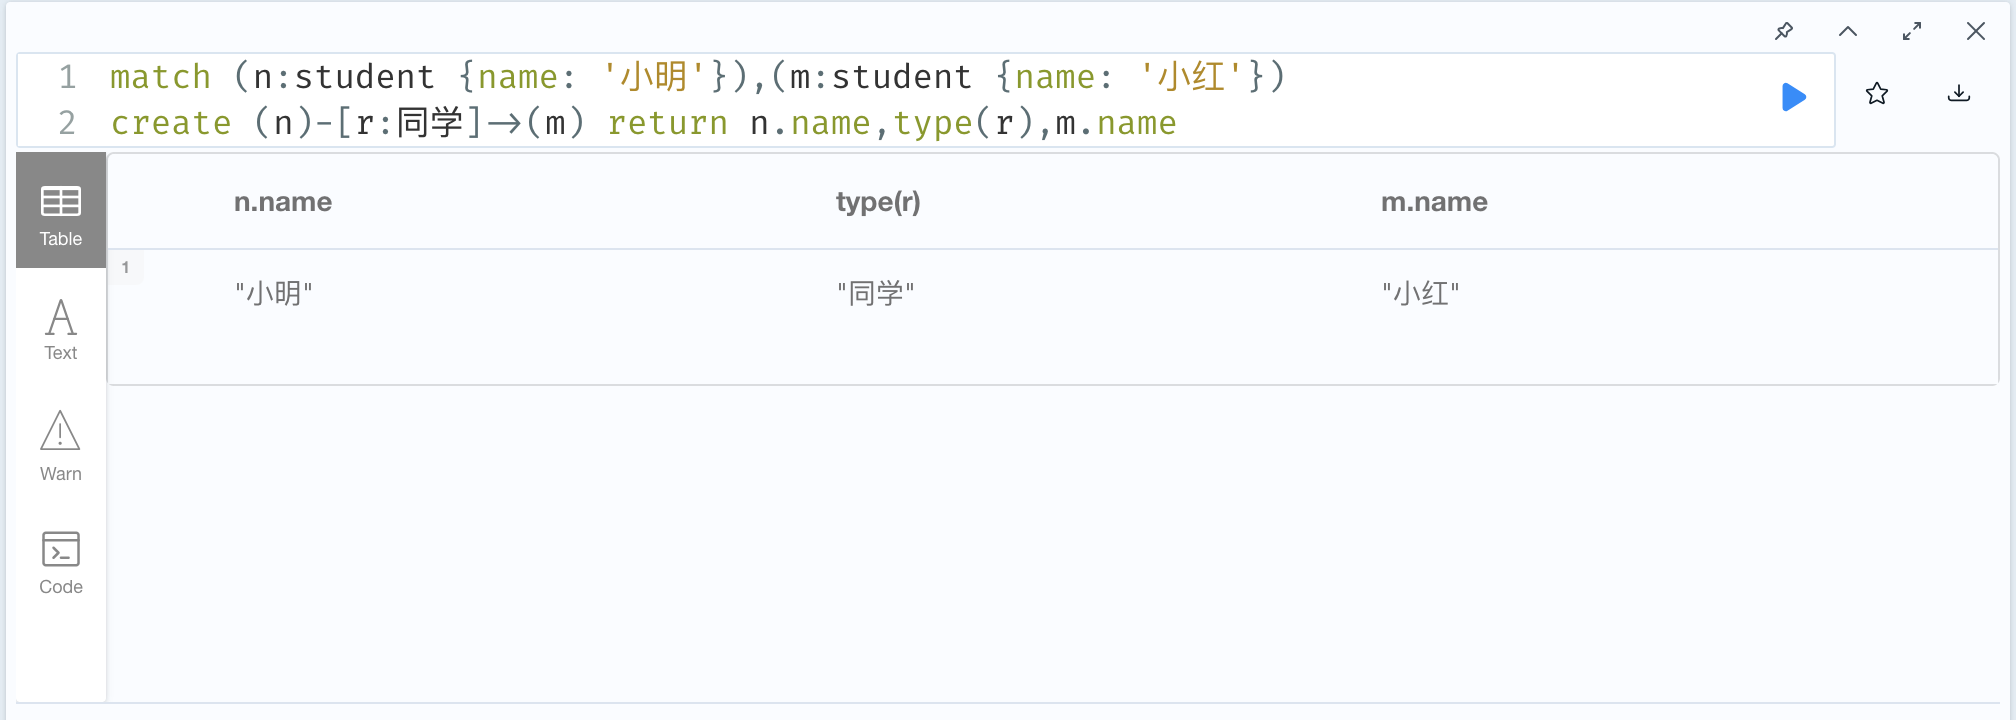 1 match (n:student {name: '小明'}),(m:student {name: '小红'})
2 create (n)-[r:同学]->(m) return n.name,type(r),m.name
Table
n.name type(r) m.name
1
"小明" "同学" "小红"
Text
Warn
Code